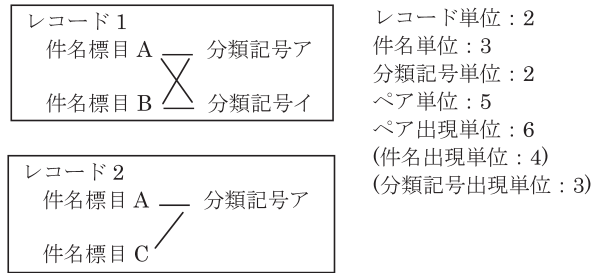 レコード 1
件名標目 A 分類記号ア
件名標目 B 分類記号イ
レコード 2
件名標目 A 分類記号ア
件名標目 C
レコード単位：2
件名単位：3
分類記号単位：2
ペア単位：5
ペア出現単位：6
(件名出現単位：4)
(分類記号出現単位：3)